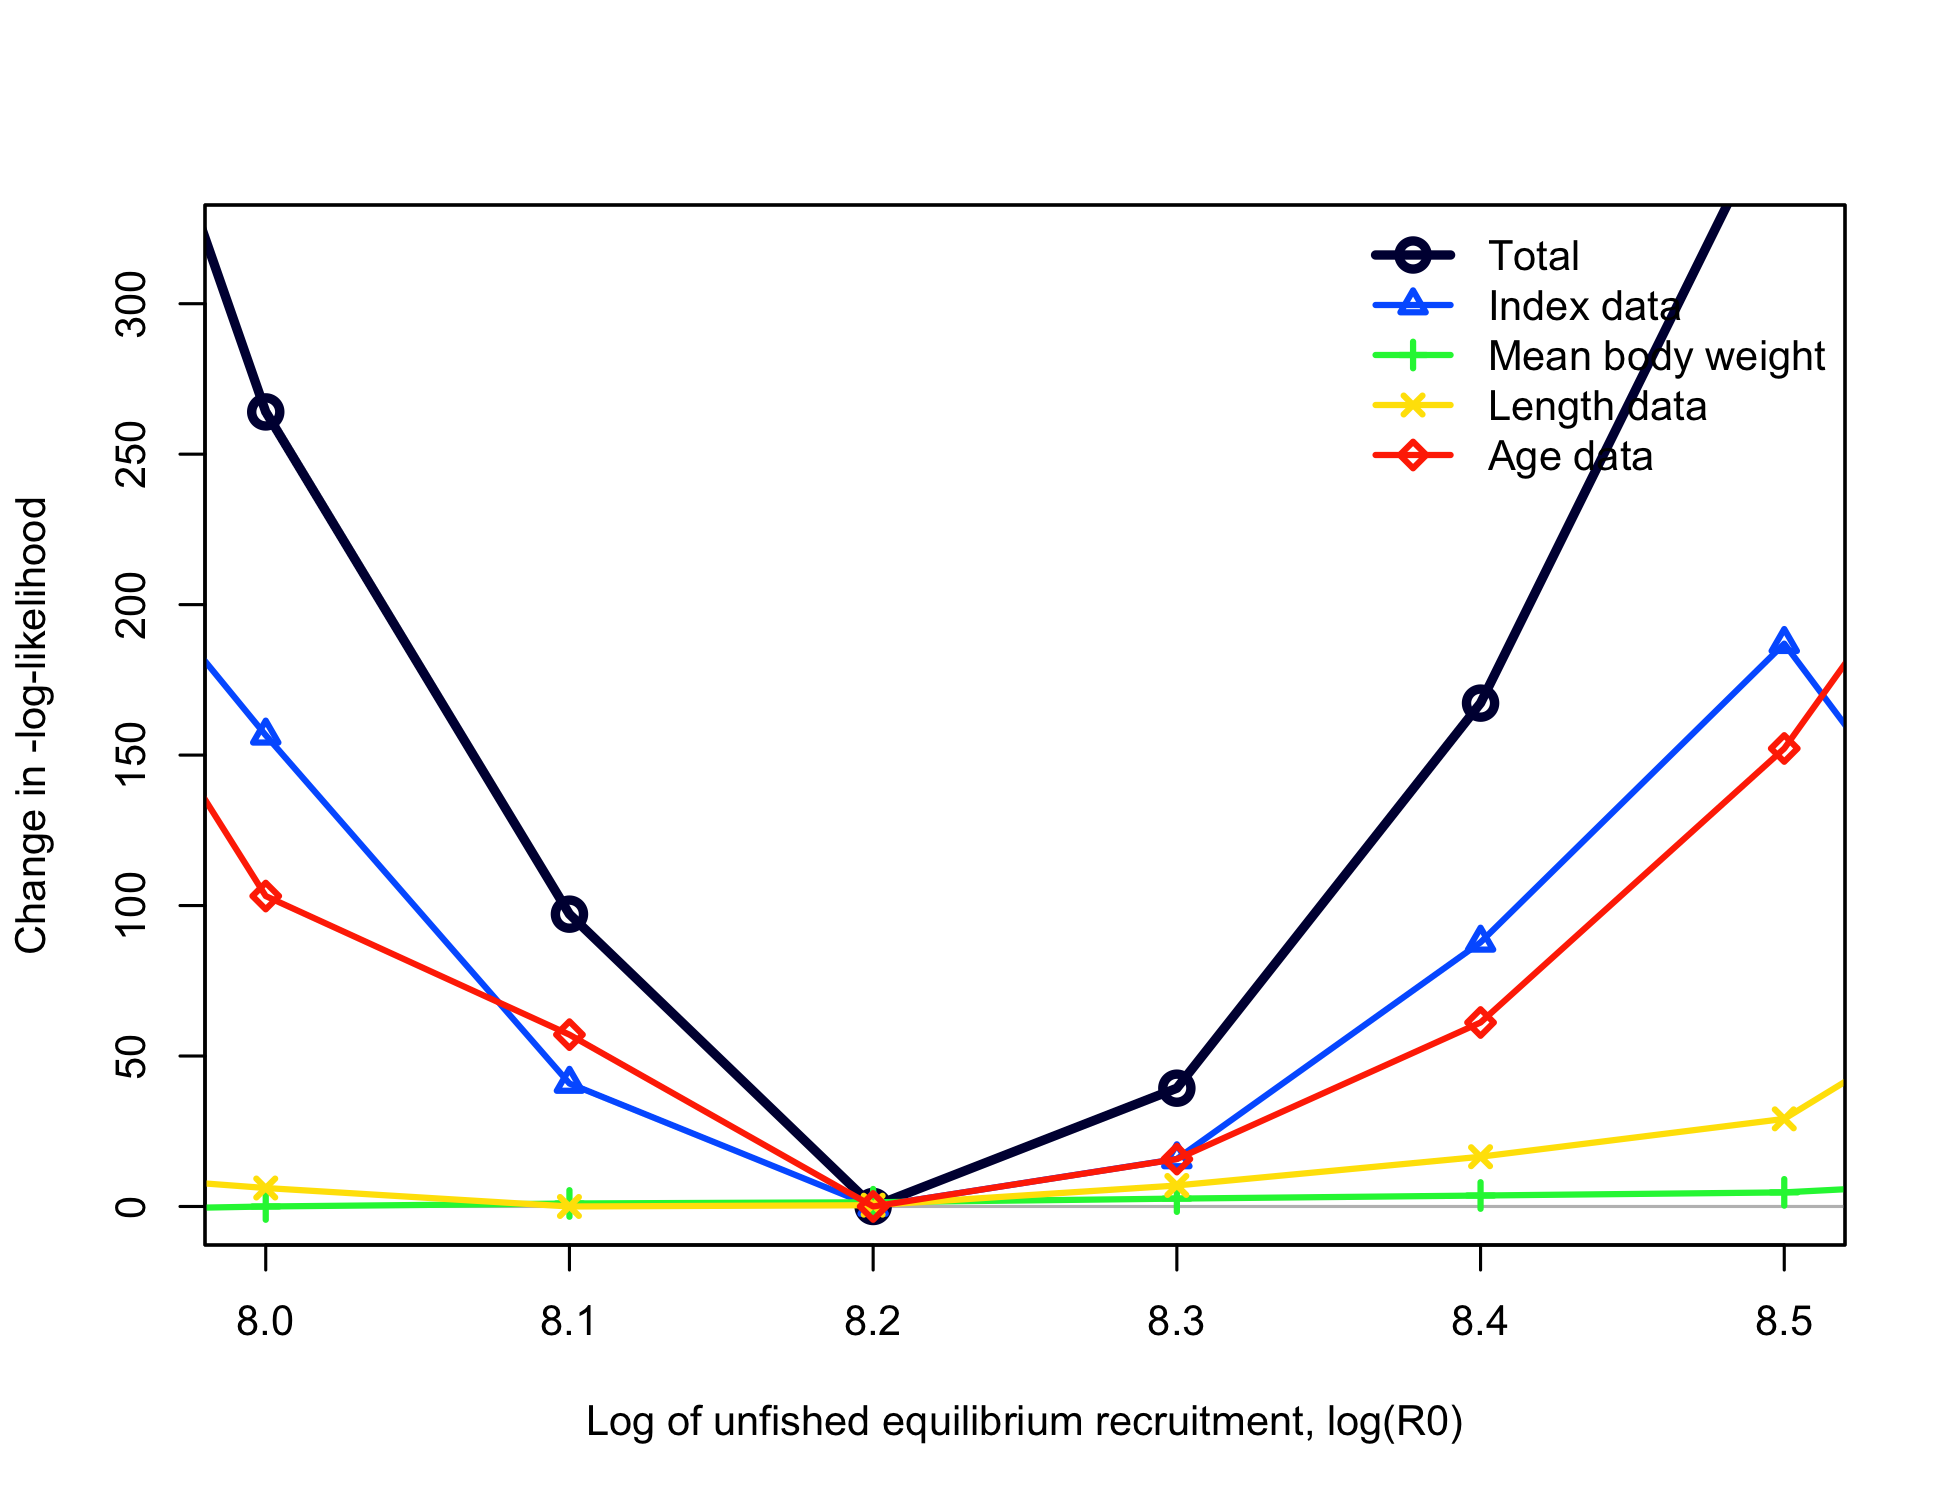 Total
Index data
Mean body weight
Length data
Age data
Change in -log-likelihood
300
250
200
150
100
50
0
8.0 8.1 8.2 8.3 8.4 8.5
Log of unfished equilibrium recruitment, log(R0)